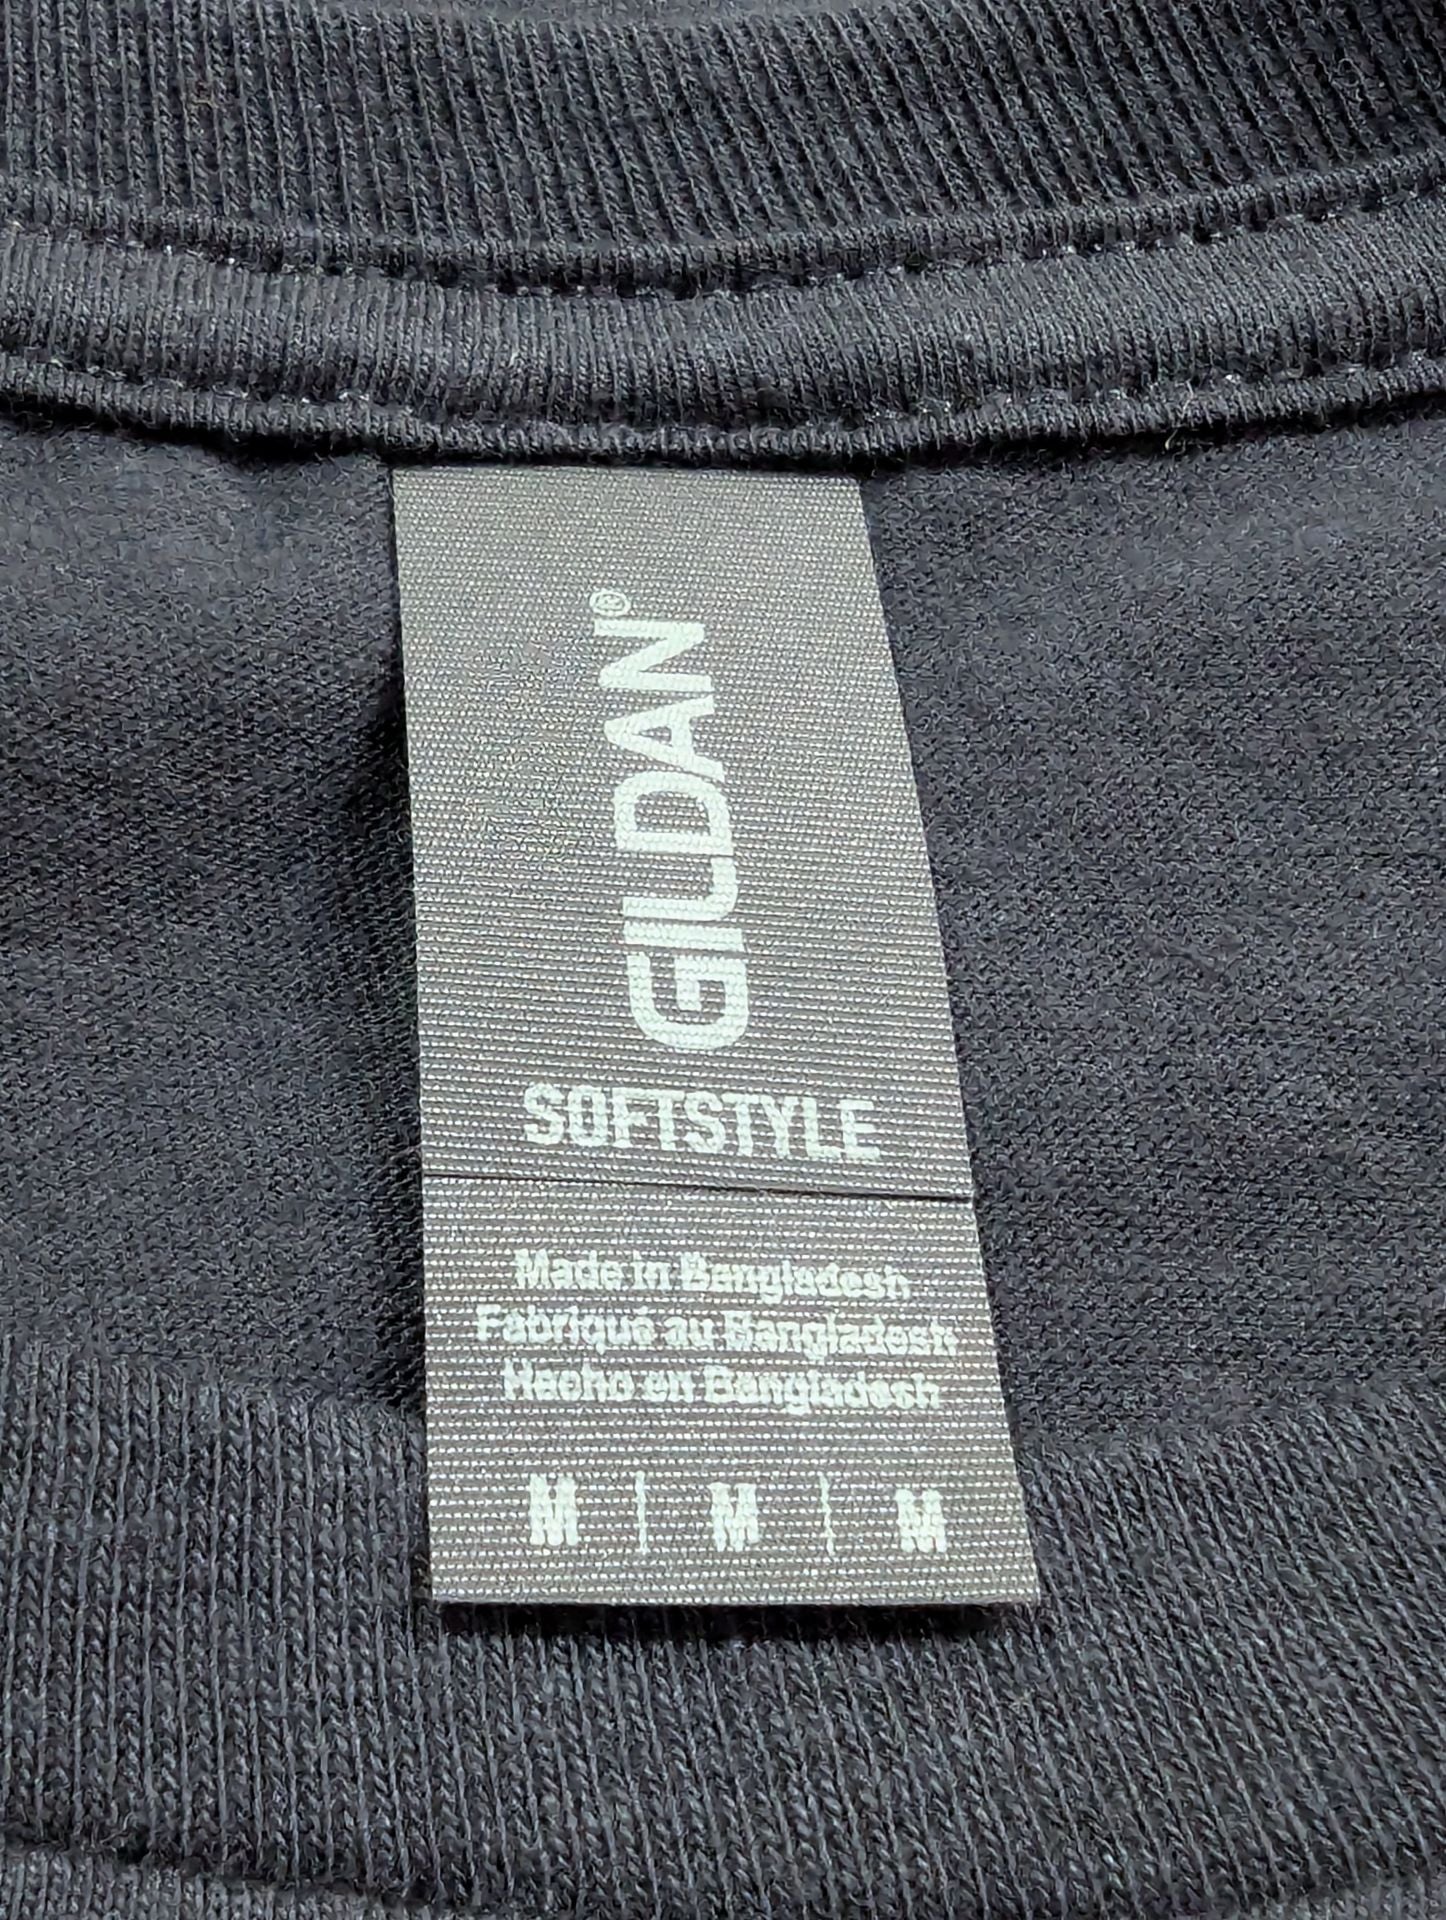 GILDAN®
SOFTSTYLE
Made in Bangladesh
Fabriqué au Bangladesh
Hecho en Bangladesh
M | M | M